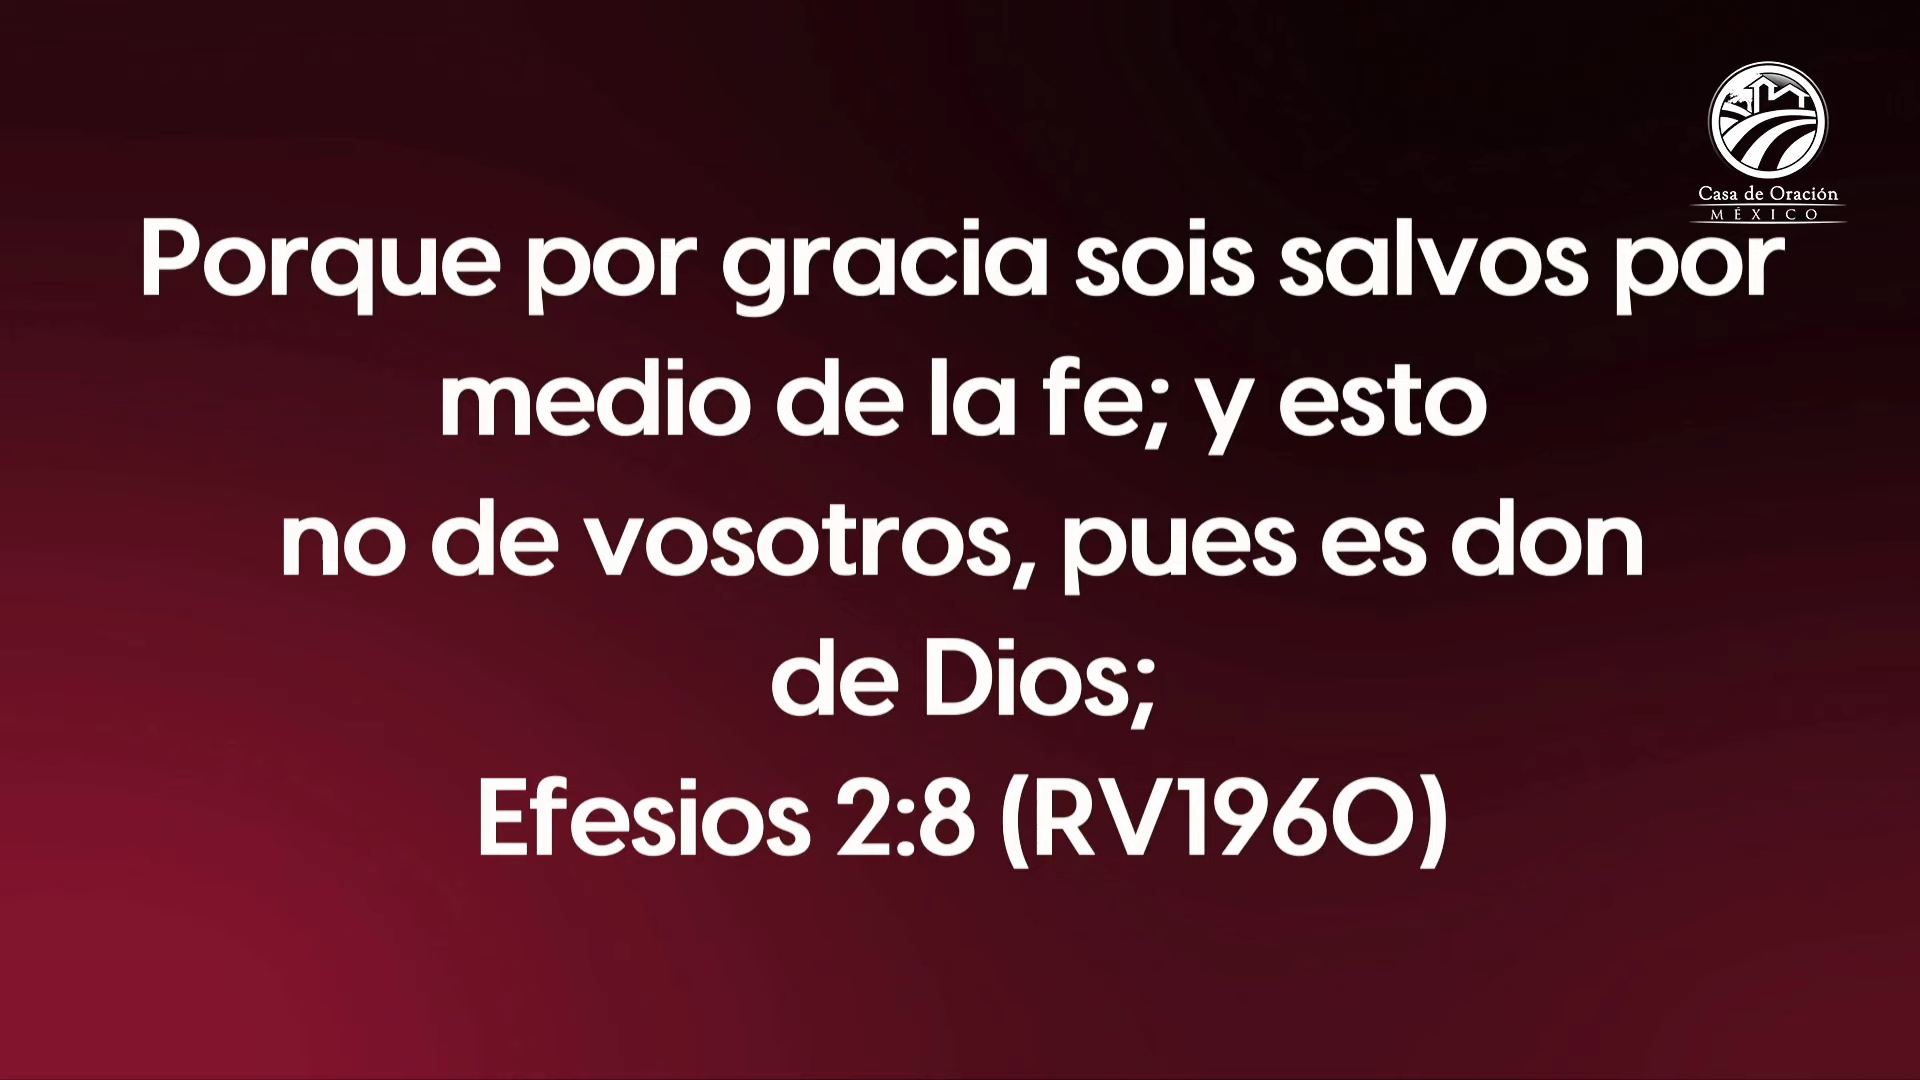 Casa de Oración
MÉXICO
Porque por gracia sois salvos por
medio de la fe; y esto
no de vosotros, pues es don
de Dios;
Efesios 2:8 (RV1960)